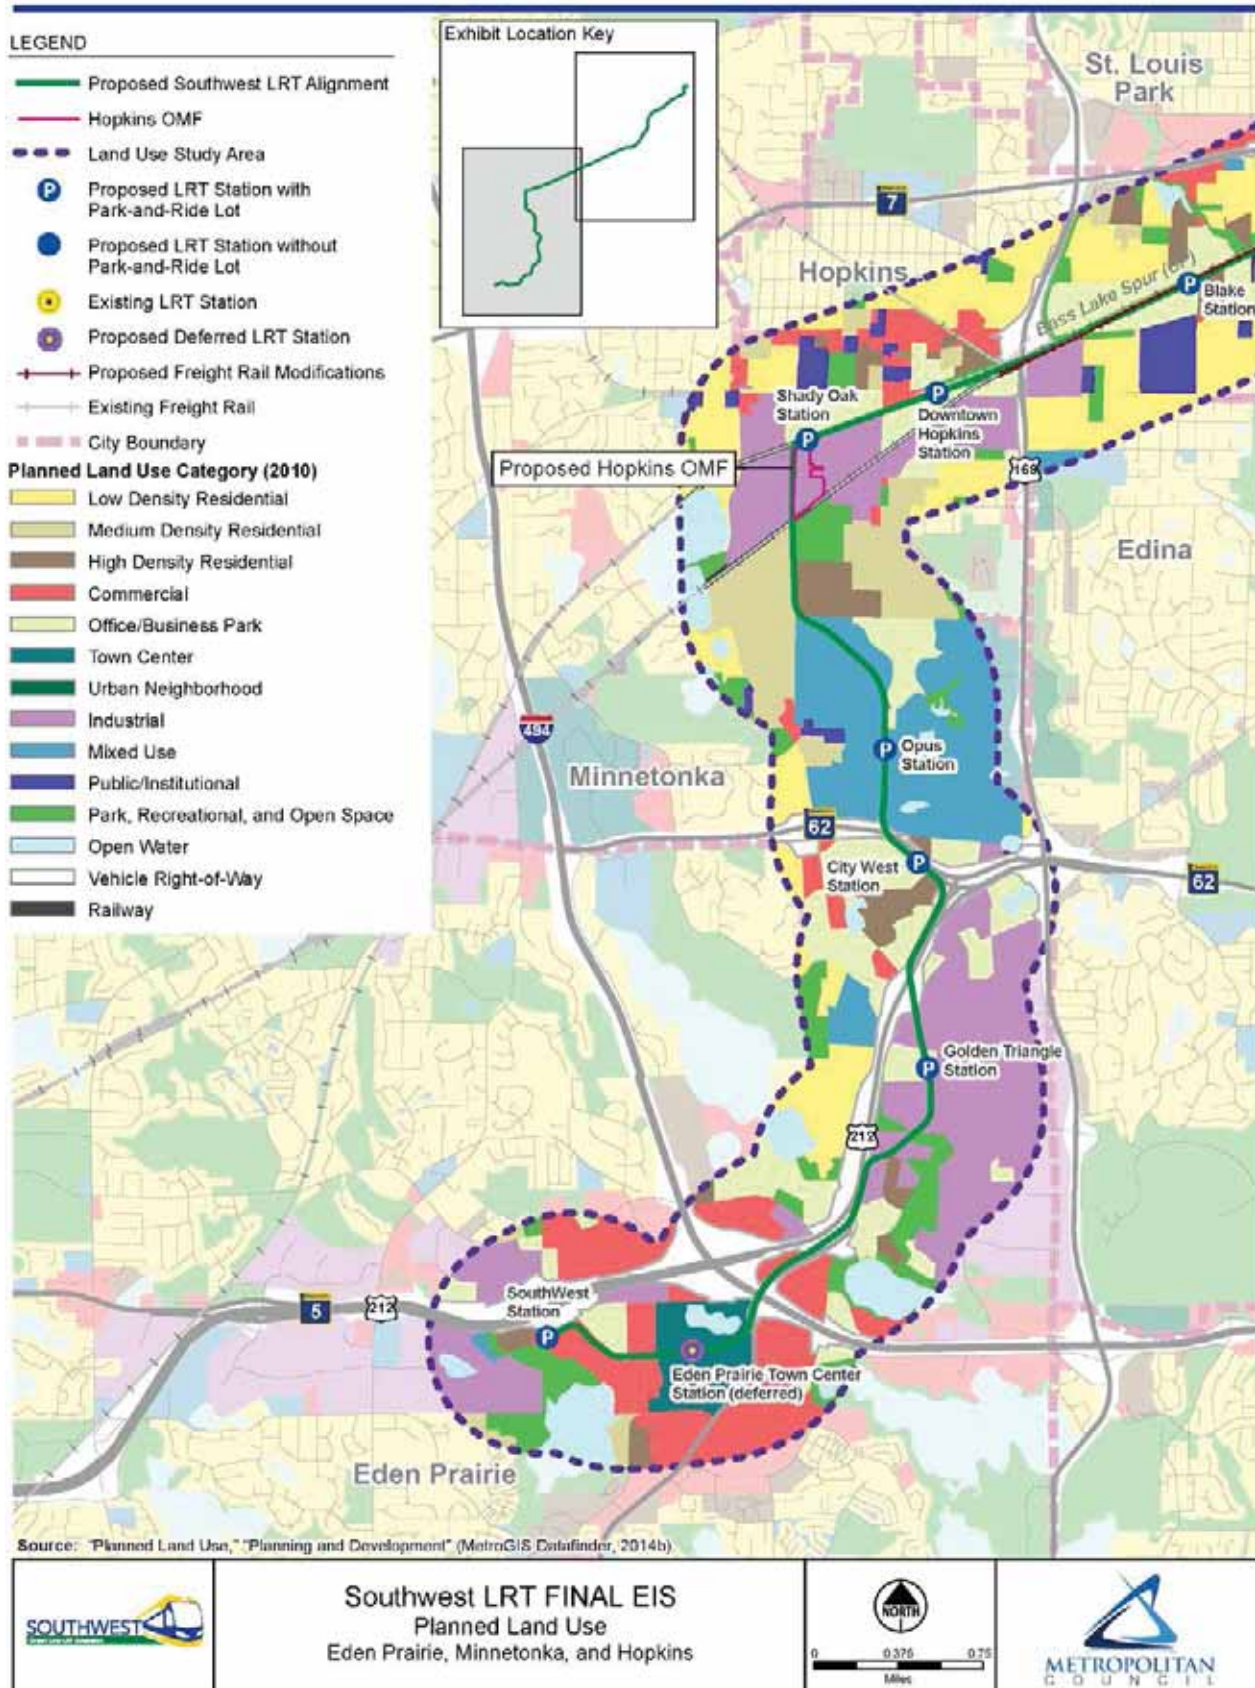 LEGEND
Proposed Southwest LRT Alignment
Hopkins OMF
Land Use Study Area
P
Proposed LRT Station with
Park-and-Ride Lot
Proposed LRT Station without
Park-and-Ride Lot
Existing LRT Station
Proposed Deferred LRT Station
Proposed Freight Rail Modifications
Existing Freight Rail
City Boundary
Planned Land Use Category (2010)
Low Density Residential
Medium Density Residential
High Density Residential
Commercial
Office/Business Park
Town Center
Urban Neighborhood
Industrial
Mixed Use
Public/Institutional
Park, Recreational, and Open Space
Open Water
Vehicle Right-of-Way
Railway
Exhibit Location Key
St. Louis
Park
7
Hopkins
Bass Lake Spur (CP)
P
Blake
Station
Shady Oak
Station
P
P
Downtown
Hopkins
Station
Proposed Hopkins OMF
169
Edina
494
Minnetonka
P
Opus
Station
62
City West
Station
P
62
Golden Triangle
Station
P
212
SouthWest
Station
5
212
P
Eden Prairie Town Center
Station (deferred)
Eden Prairie
Source: "Planned Land Use," "Planning and Development" (MetroGIS Datafinder, 2014b)
SOUTHWEST
Southwest LRT FINAL EIS
Planned Land Use
Eden Prairie, Minnetonka, and Hopkins
NORTH
0 0.375 0.75
Miles
METROPOLITAN
COUNCIL